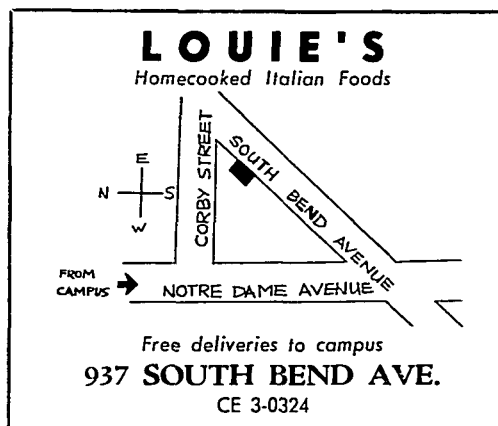 LOUIE'S
Homecooked Italian Foods
CORBY STREET
SOUTH BEND AVENUE
E
N S
W
FROM
CAMPUS
NOTRE DAME AVENUE
Free deliveries to campus
937 SOUTH BEND AVE.
CE 3-0324